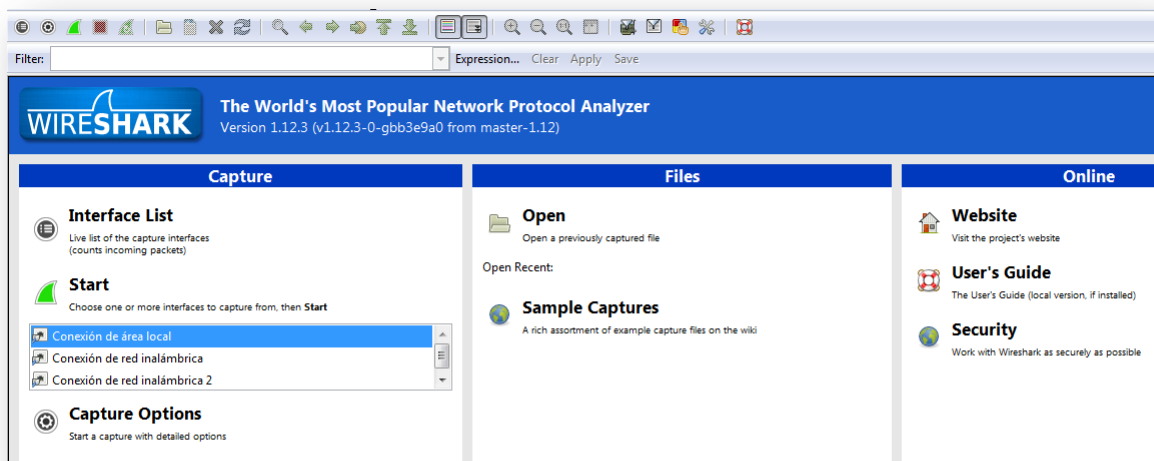 Filter:
Expression... Clear Apply Save
WIRESHARK
The World's Most Popular Network Protocol Analyzer
Version 1.12.3 (v1.12.3-0-gbb3e9a0 from master-1.12)
Capture
Interface List
Live list of the capture interfaces
(counts incoming packets)
Start
Choose one or more interfaces to capture from, then Start
Conexión de área local
Conexión de red inalámbrica
Conexión de red inalámbrica 2
Capture Options
Start a capture with detailed options
Files
Open
Open a previously captured file
Open Recent:
Sample Captures
A rich assortment of example capture files on the wiki
Online
Website
Visit the project's website
User's Guide
The User's Guide (local version, if installed)
Security
Work with Wireshark as securely as possible